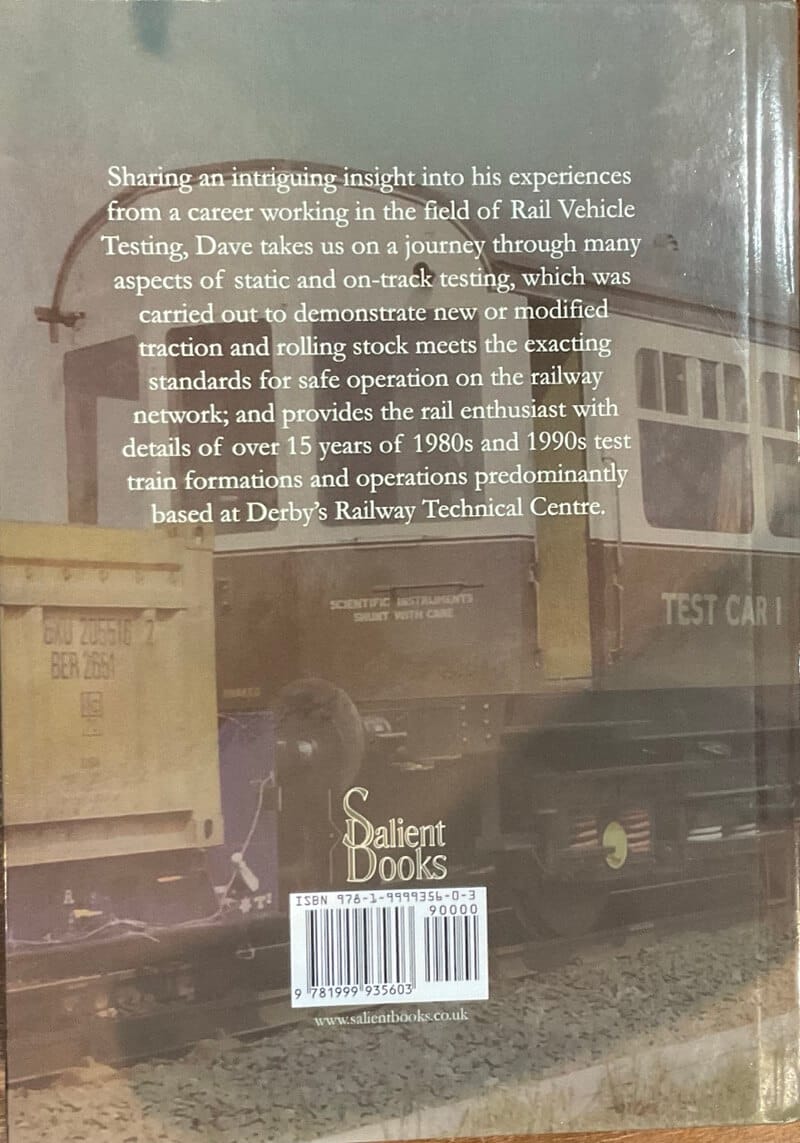 Sharing an intriguing insight into his experiences
from a career working in the field of Rail Vehicle
Testing, Dave takes us on a journey through many
aspects of static and on-track testing, which was
carried out to demonstrate new or modified
traction and rolling stock meets the exacting
standards for safe operation on the railway
network; and provides the rail enthusiast with
details of over 15 years of 1980s and 1990s test
train formations and operations predominantly
based at Derby's Railway Technical Centre.
SCIENTIFIC INSTRUMENTS
SHUNT WITH CARE
TEST CAR 1
205516 2
BER 2661
Salient
Books
ISBN 978-1-9999356-0-3
90000
9 781999 935603
www.salientbooks.co.uk